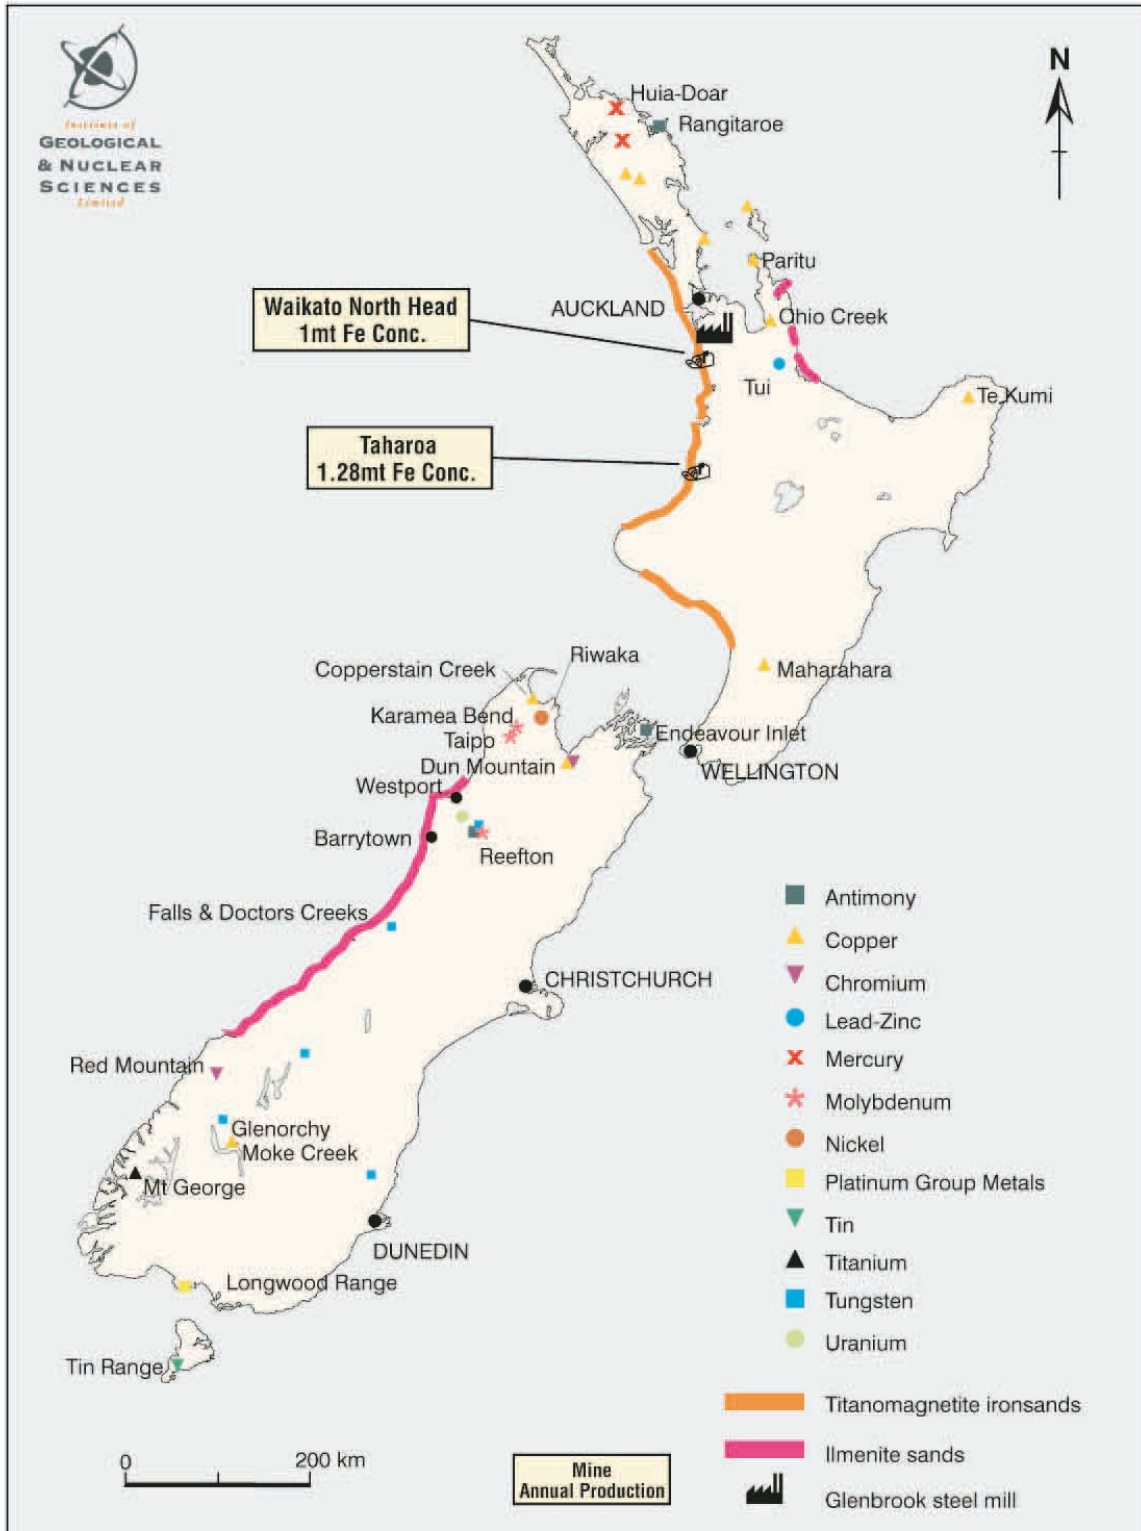 Institute of
GEOLOGICAL
& NUCLEAR
SCIENCES
Limited
N
Huia-Doar
Rangitaroe
Paritu
Waikato North Head
1mt Fe Conc.
AUCKLAND
Ohio Creek
Tui
Te Kumi
Taharoa
1.28mt Fe Conc.
Riwaka
Copperstain Creek
Maharahara
Karamea Bend
Taipo
Endeavour Inlet
Dun Mountain
WELLINGTON
Westport
Barrytown
Reefton
Falls & Doctors Creeks
CHRISTCHURCH
Red Mountain
Glenorchy
Moke Creek
Mt George
DUNEDIN
Longwood Range
Tin Range
Antimony
Copper
Chromium
Lead-Zinc
Mercury
Molybdenum
Nickel
Platinum Group Metals
Tin
Titanium
Tungsten
Uranium
Titanomagnetite ironsands
Ilmenite sands
Glenbrook steel mill
0 200 km
Mine
Annual Production